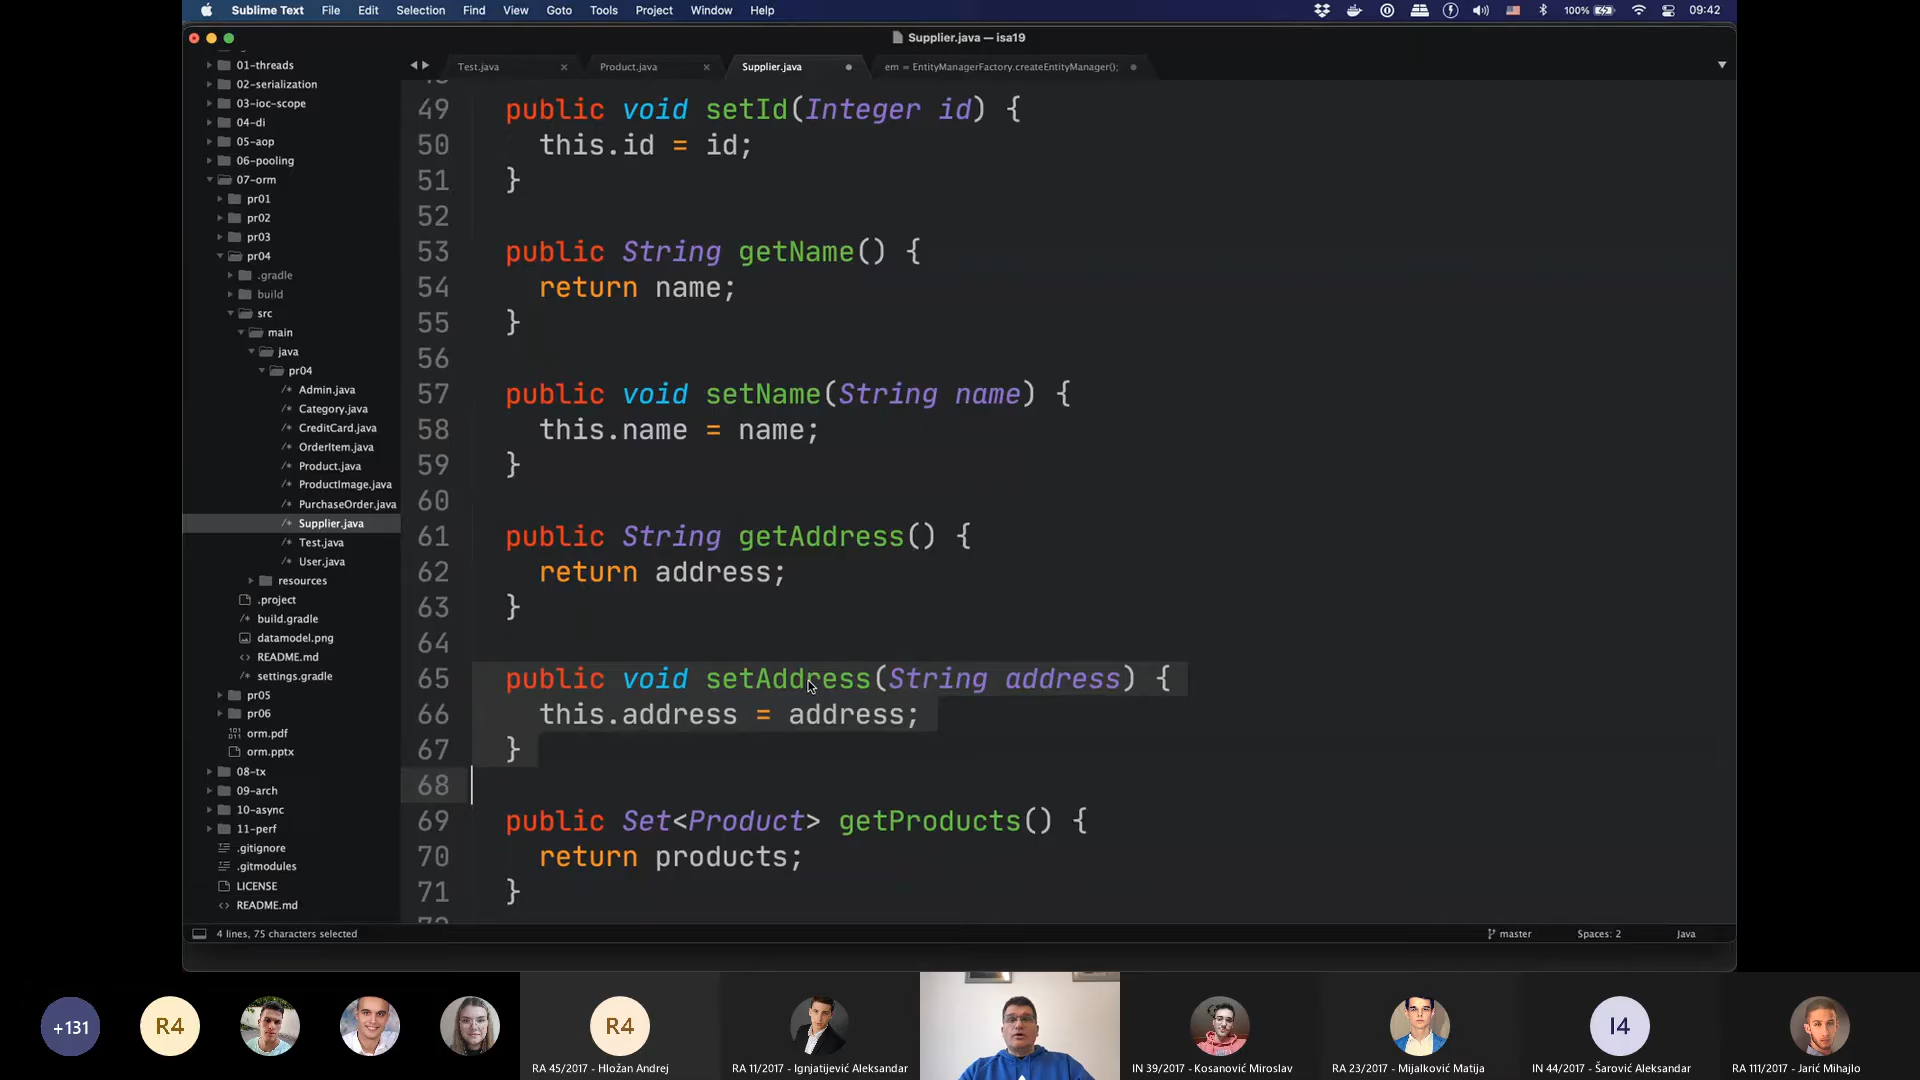 Sublime Text File Edit Selection Find View Goto Tools Project Window Help 100% 09:42
Supplier.java — isa19
Test.java Product.java Supplier.java em = EntityManagerFactory.createEntityManager();
01-threads
02-serialization
03-ioc-scope
04-di
05-aop
06-pooling
07-orm
pr01
pr02
pr03
pr04
.gradle
build
src
main
java
pr04
Admin.java
Category.java
CreditCard.java
OrderItem.java
Product.java
ProductImage.java
PurchaseOrder.java
Supplier.java
Test.java
User.java
resources
.project
build.gradle
datamodel.png
README.md
settings.gradle
pr05
pr06
orm.pdf
orm.pptx
08-tx
09-arch
10-async
11-perf
.gitignore
.gitmodules
LICENSE
README.md
49 public void setId(Integer id) {
50 this.id = id;
51 }
52
53 public String getName() {
54 return name;
55 }
56
57 public void setName(String name) {
58 this.name = name;
59 }
60
61 public String getAddress() {
62 return address;
63 }
64
65 public void setAddress(String address) {
66 this.address = address;
67 }
68
69 public Set<Product> getProducts() {
70 return products;
71 }
4 lines, 75 characters selected master Spaces: 2 Java
+131 R4 R4 I4
RA 45/2017 - Hložan Andrej RA 11/2017 - Ignjatijević Aleksandar IN 39/2017 - Kosanović Miroslav RA 23/2017 - Mijalković Matija IN 44/2017 - Šarović Aleksandar RA 111/2017 - Jarić Mihajlo